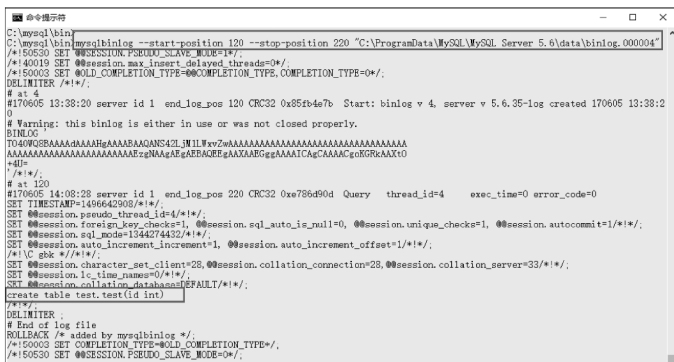 命令提示符
C:\mysql\bin>
C:\mysql\bin>mysqlbinlog --start-position 120 --stop-position 220 "C:\ProgramData\MySQL\MySQL Server 5.6\data\binlog.000004"
/*!50530 SET @@SESSION.PSEUDO_SLAVE_MODE=1*/;
/*!40019 SET @@session.max_insert_delayed_threads=0*/;
/*!50003 SET @OLD_COMPLETION_TYPE=@@COMPLETION_TYPE,COMPLETION_TYPE=0*/;
DELIMITER /*!*/;
# at 4
#170605 13:38:20 server id 1  end_log_pos 120 CRC32 0x85fb4e7b  Start: binlog v 4, server v 5.6.35-log created 170605 13:38:2
0
# Warning: this binlog is either in use or was not closed properly.
BINLOG '
+4U=
'/*!*/;
# at 120
#170605 14:08:28 server id 1  end_log_pos 220 CRC32 0xe786d90d  Query   thread_id=4     exec_time=0 error_code=0
SET TIMESTAMP=1496642908/*!*/;
SET @@session.pseudo_thread_id=4/*!*/;
SET @@session.foreign_key_checks=1, @@session.sql_auto_is_null=0, @@session.unique_checks=1, @@session.autocommit=1/*!*/;
SET @@session.sql_mode=1344274432/*!*/;
SET @@session.auto_increment_increment=1, @@session.auto_increment_offset=1/*!*/;
/*!\C gbk *//*!*/;
SET @@session.character_set_client=28,@@session.collation_connection=28,@@session.collation_server=33/*!*/;
SET @@session.lc_time_names=0/*!*/;
SET @@session.collation_database=DEFAULT/*!*/;
create table test.test(id int)
/*!*/;
DELIMITER ;
# End of log file
ROLLBACK /* added by mysqlbinlog */;
/*!50003 SET COMPLETION_TYPE=@OLD_COMPLETION_TYPE*/;
/*!50530 SET @@SESSION.PSEUDO_SLAVE_MODE=0*/;